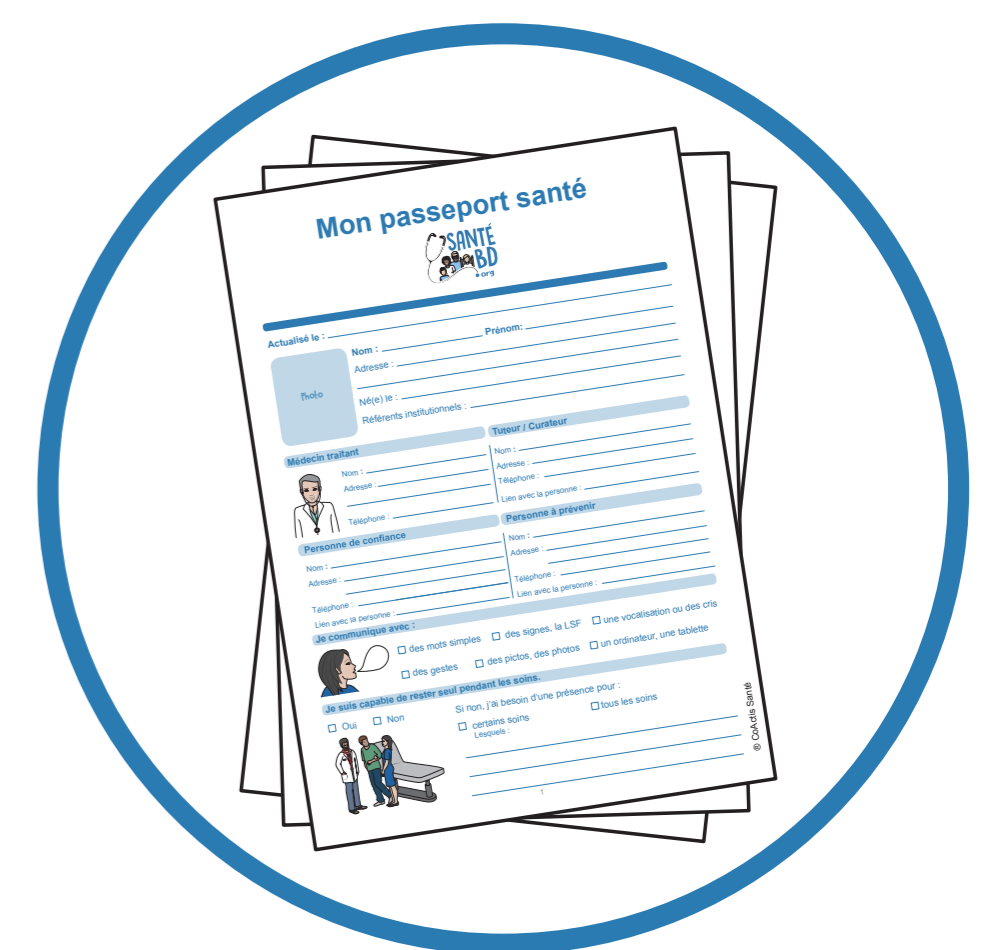 Mon passeport santé
SANTÉ
BD
.org
Actualisé le :
Photo
Nom : Prénom:
Adresse :
Né(e) le :
Référents institutionnels :
Médecin traitant
Nom :
Adresse :
Téléphone :
Tuteur / Curateur
Nom :
Adresse :
Téléphone :
Lien avec la personne :
Personne de confiance
Nom :
Adresse :
Téléphone :
Lien avec la personne :
Personne à prévenir
Nom :
Adresse :
Téléphone :
Lien avec la personne :
Je communique avec :
des mots simples des signes, la LSF une vocalisation ou des cris
des gestes des pictos, des photos un ordinateur, une tablette
Je suis capable de rester seul pendant les soins.
Oui Non
Si non, j'ai besoin d'une présence pour :
certains soins tous les soins
Lesquels :
1
® CoActis Santé